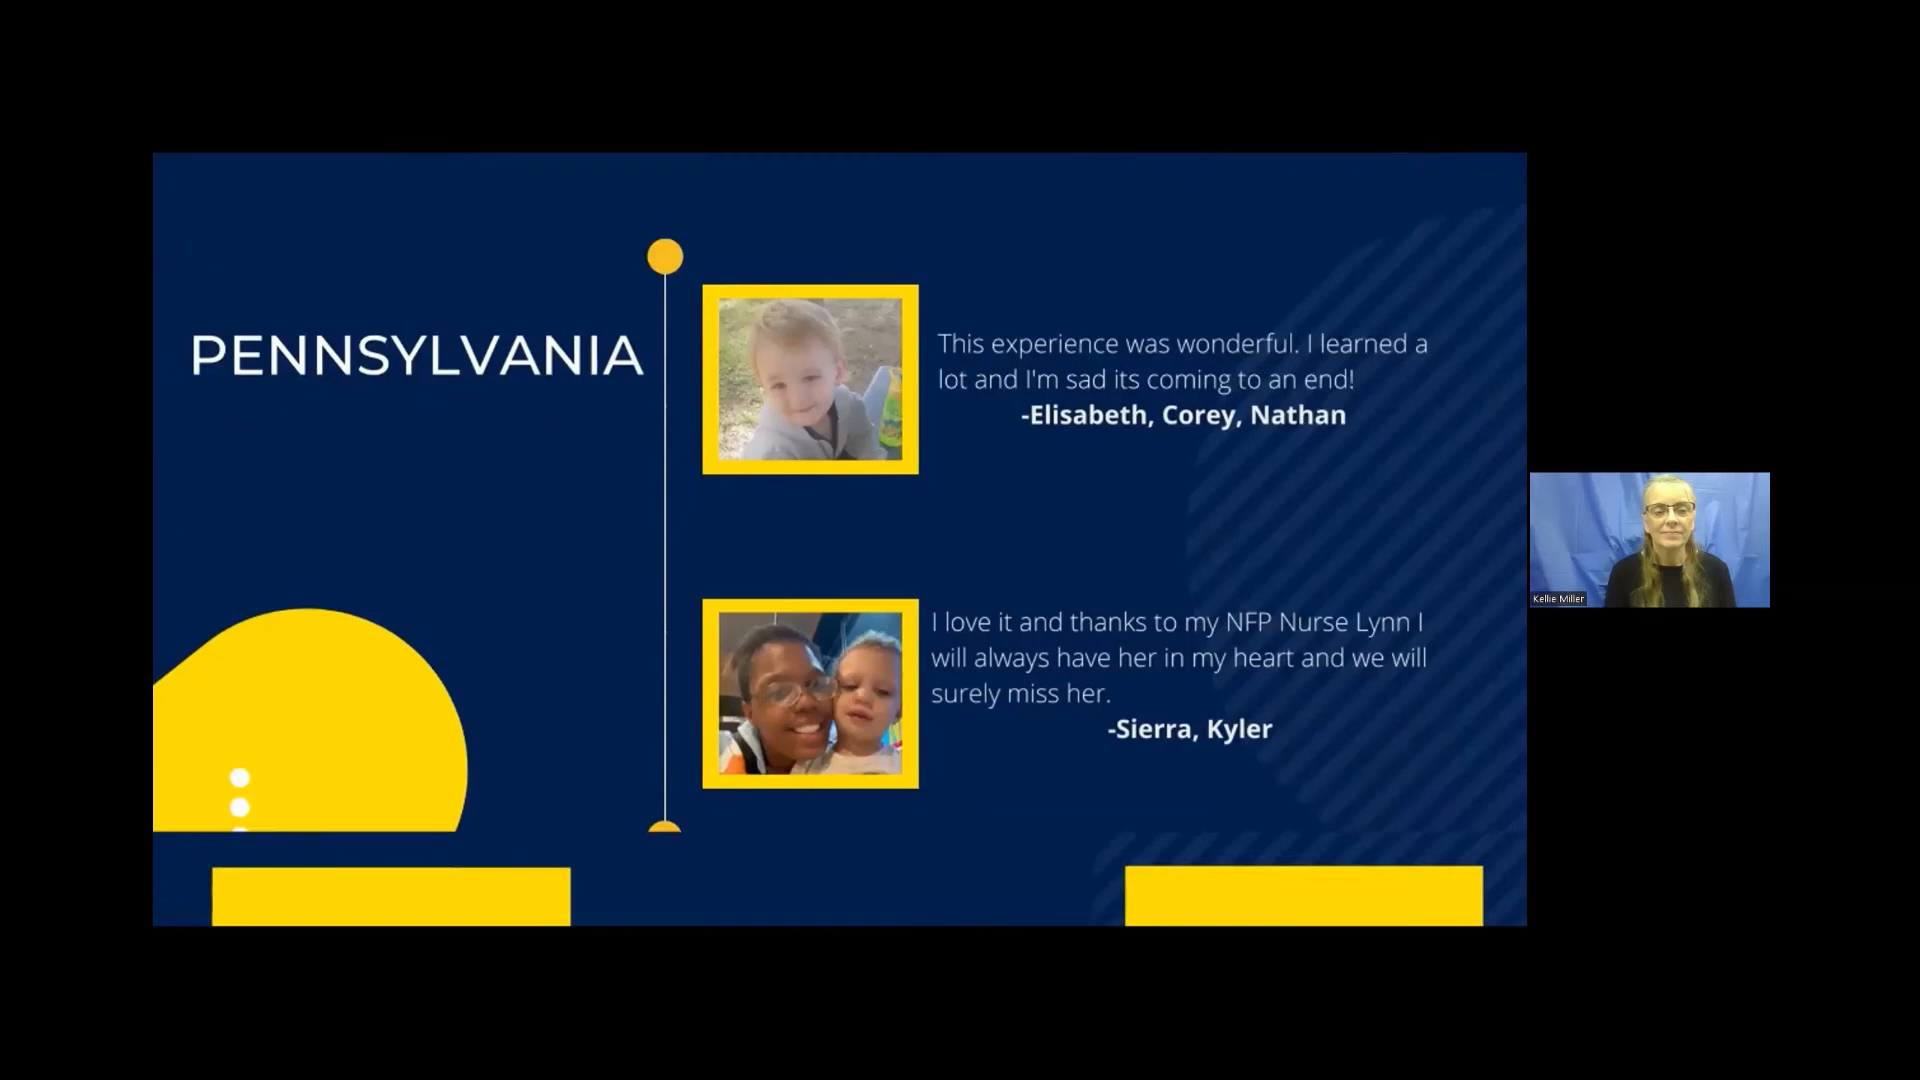 PENNSYLVANIA
This experience was wonderful. I learned a
lot and I'm sad its coming to an end!
-Elisabeth, Corey, Nathan
I love it and thanks to my NFP Nurse Lynn I
will always have her in my heart and we will
surely miss her.
-Sierra, Kyler
Kellie Miller